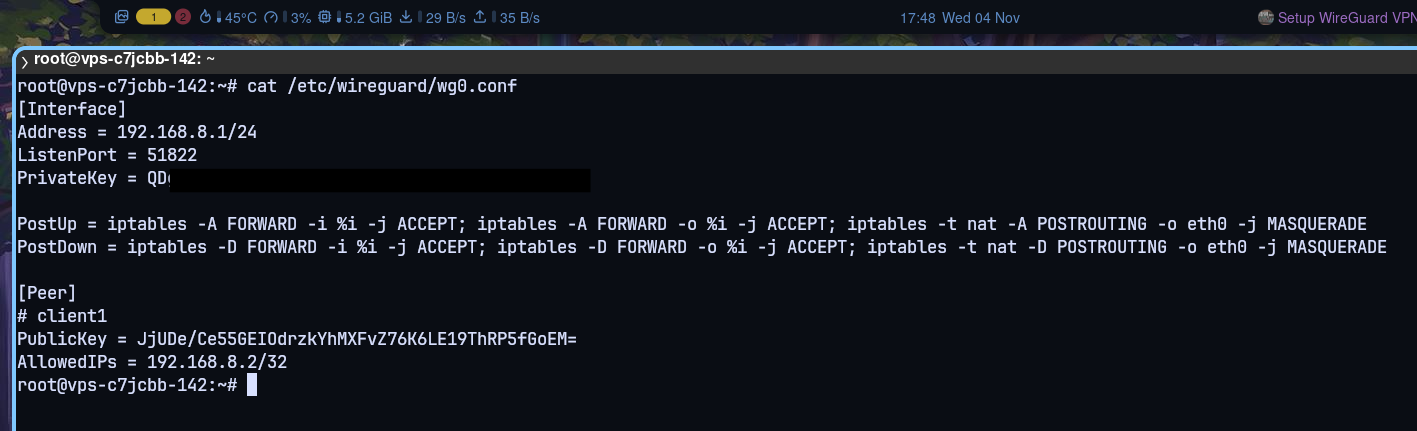 1 2 45°C 3% 5.2 GiB 29 B/s 35 B/s 17:48 Wed 04 Nov Setup WireGuard VPN
root@vps-c7jcbb-142: ~
root@vps-c7jcbb-142:~# cat /etc/wireguard/wg0.conf
[Interface]
Address = 192.168.8.1/24
ListenPort = 51822
PrivateKey = QD
PostUp = iptables -A FORWARD -i %i -j ACCEPT; iptables -A FORWARD -o %i -j ACCEPT; iptables -t nat -A POSTROUTING -o eth0 -j MASQUERADE
PostDown = iptables -D FORWARD -i %i -j ACCEPT; iptables -D FORWARD -o %i -j ACCEPT; iptables -t nat -D POSTROUTING -o eth0 -j MASQUERADE
[Peer]
# client1
PublicKey = JjUDe/Ce55GEIOdrzkYhMXFvZ76K6LE19ThRP5fGoEM=
AllowedIPs = 192.168.8.2/32
root@vps-c7jcbb-142:~#